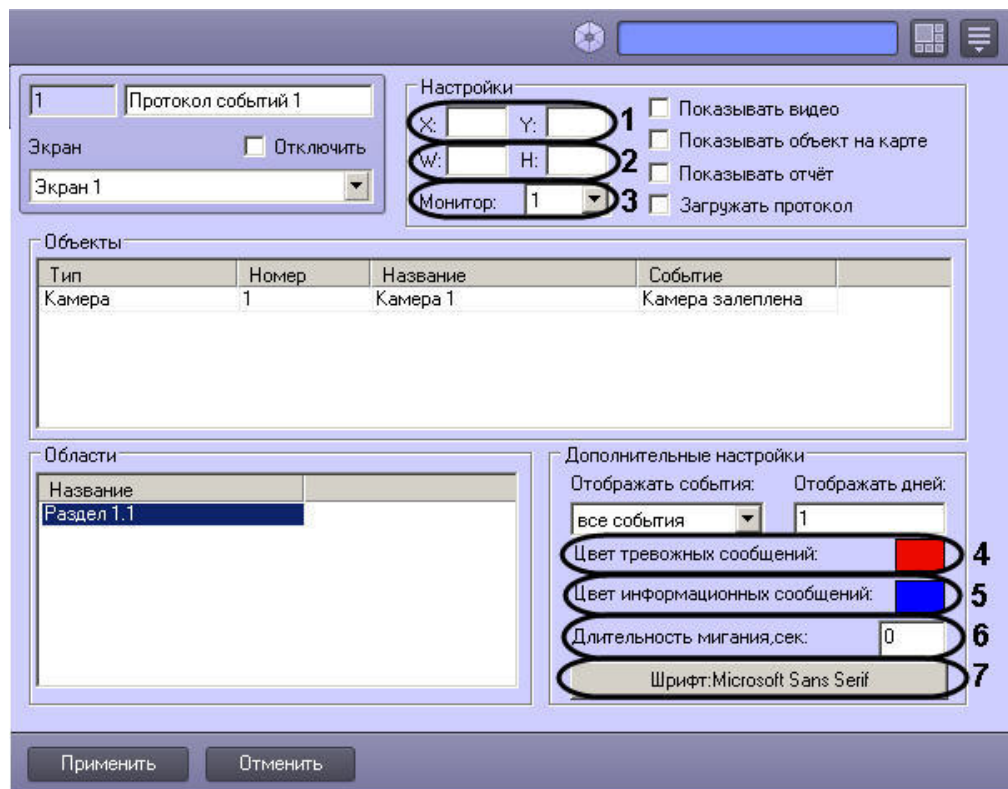 1 Протокол событий 1
Экран Отключить
Экран 1
Настройки
X: Y: 1
W: H: 2
Монитор: 1 3
Показывать видео
Показывать объект на карте
Показывать отчёт
Загружать протокол
Объекты
Тип Номер Название Событие
Камера 1 Камера 1 Камера залеплена
Области
Название
Раздел 1.1
Дополнительные настройки
Отображать события: Отображать дней:
все события 1
Цвет тревожных сообщений: 4
Цвет информационных сообщений: 5
Длительность мигания,сек: 0 6
Шрифт:Microsoft Sans Serif 7
Применить Отменить